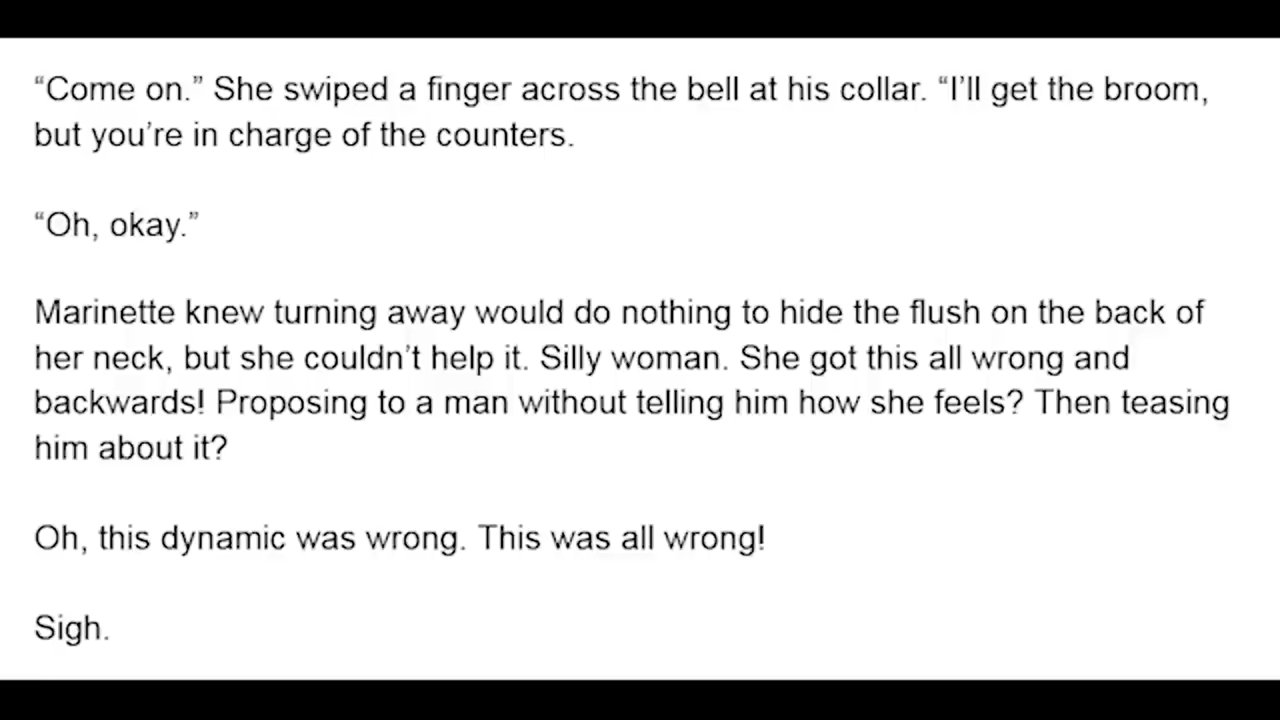 “Come on.” She swiped a finger across the bell at his collar. “I’ll get the broom,
but you’re in charge of the counters.
“Oh, okay.”
Marinette knew turning away would do nothing to hide the flush on the back of
her neck, but she couldn’t help it. Silly woman. She got this all wrong and
backwards! Proposing to a man without telling him how she feels? Then teasing
him about it?
Oh, this dynamic was wrong. This was all wrong!
Sigh.